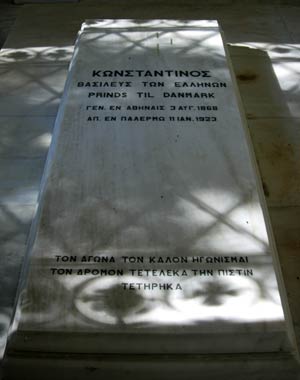 ΚΩΝΣΤΑΝΤΙΝΟΣ
ΒΑΣΙΛΕΥΣ ΤΩΝ ΕΛΛΗΝΩΝ
PRINDS TIL DANMARK
ΓΕΝ. ΕΝ ΑΘΗΝΑΙΣ 3 ΑΥΓ. 1868
ΑΠ. ΕΝ ΠΑΛΕΡΜΩ 11 ΙΑΝ. 1923
ΤΟΝ ΑΓΩΝΑ ΤΟΝ ΚΑΛΟΝ ΗΓΩΝΙΣΜΑΙ
ΤΟΝ ΔΡΟΜΟΝ ΤΕΤΕΛΕΚΑ ΤΗΝ ΠΙΣΤΙΝ
ΤΕΤΗΡΗΚΑ